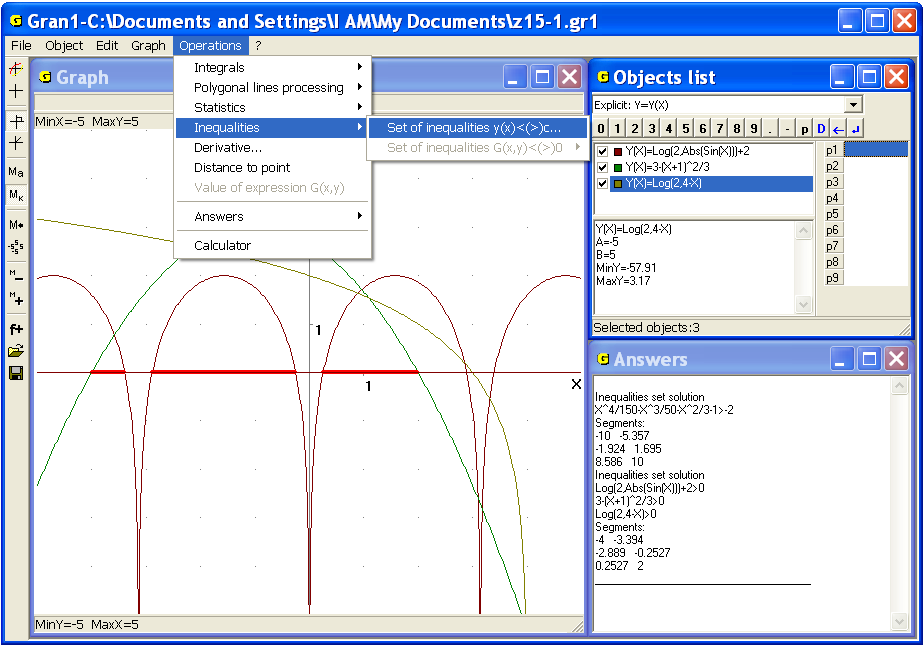 Gran1-C:\Documents and Settings\I AM\My Documents\z15-1.gr1
File Object Edit Graph Operations ?
Graph
MinX=-5 MaxY=5
Integrals
Polygonal lines processing
Statistics
Inequalities
Derivative...
Distance to point
Value of expression G(x,y)
Answers
Calculator
Set of inequalities y(x)<(>)c...
Set of inequalities G(x,y)<(>)0
Ma
Mк
M
-555
M
M+
f+
1
1
X
MinY=-5 MaxX=5
Objects list
Explicit: Y=Y(X)
0 1 2 3 4 5 6 7 8 9 . - p D
Y(X)=Log(2,Abs(Sin(X)))+2
Y(X)=3-(X+1)^2/3
Y(X)=Log(2,4-X)
p1
p2
p3
p4
p5
p6
p7
p8
p9
Y(X)=Log(2,4-X)
A=-5
B=5
MinY=-57.91
MaxY=3.17
Selected objects:3
Answers
Inequalities set solution
X^4/150-X^3/50-X^2/3-1>-2
Segments:
-10 -5.357
-1.924 1.695
8.586 10
Inequalities set solution
Log(2,Abs(Sin(X)))+2>0
3-(X+1)^2/3>0
Log(2,4-X)>0
Segments:
-4 -3.394
-2.889 -0.2527
0.2527 2